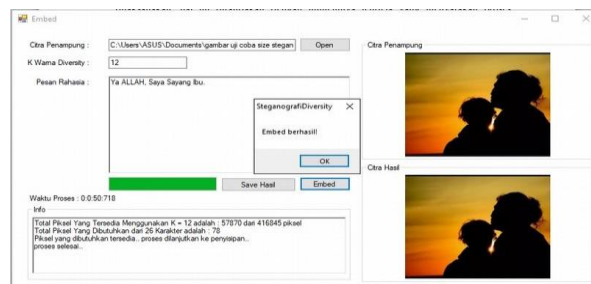 Embed
Citra Penampung :
C:\Users\ASUS\Documents\gambar uji coba size stegan
Open
K Warna Diversity :
12
Pesan Rahasia :
Ya ALLAH, Saya Sayang Ibu.
SteganografiDiversity
Embed berhasil!
OK
Save Hasil
Embed
Waktu Proses : 0:0:50:718
Info
Total Piksel Yang Tersedia Menggunakan K = 12 adalah : 57870 dari 416845 piksel
Total Piksel Yang Dibutuhkan dari 26 Karakter adalah : 78
Piksel yang dibutuhkan tersedia.. proses dilanjutkan ke penyisipan..
proses selesai..
Citra Penampung
Citra Hasil